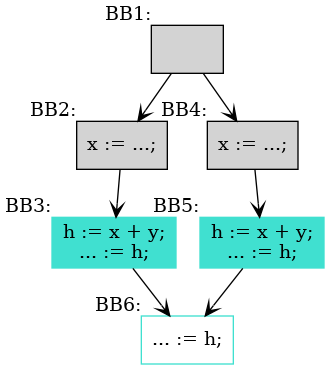 BB1:
BB2:
x := ...;
BB4:
x := ...;
BB3:
h := x + y;
... := h;
BB5:
h := x + y;
... := h;
BB6:
... := h;